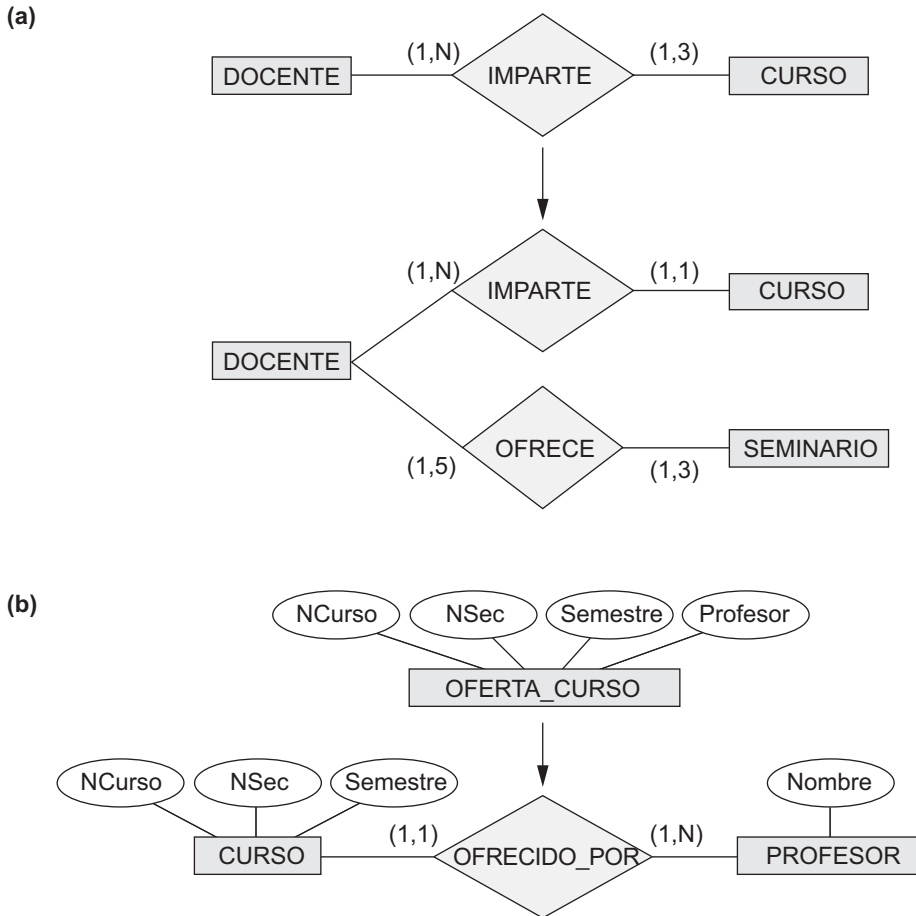 (a)
(1,N) (1,3)
DOCENTE IMPARTE CURSO
(1,N) (1,1)
IMPARTE CURSO
DOCENTE
OFRECE SEMINARIO
(1,5) (1,3)
(b)
NCurso NSec Semestre Profesor
OFERTA_CURSO
NCurso NSec Semestre Nombre
(1,1) (1,N)
CURSO OFRECIDO_POR PROFESOR